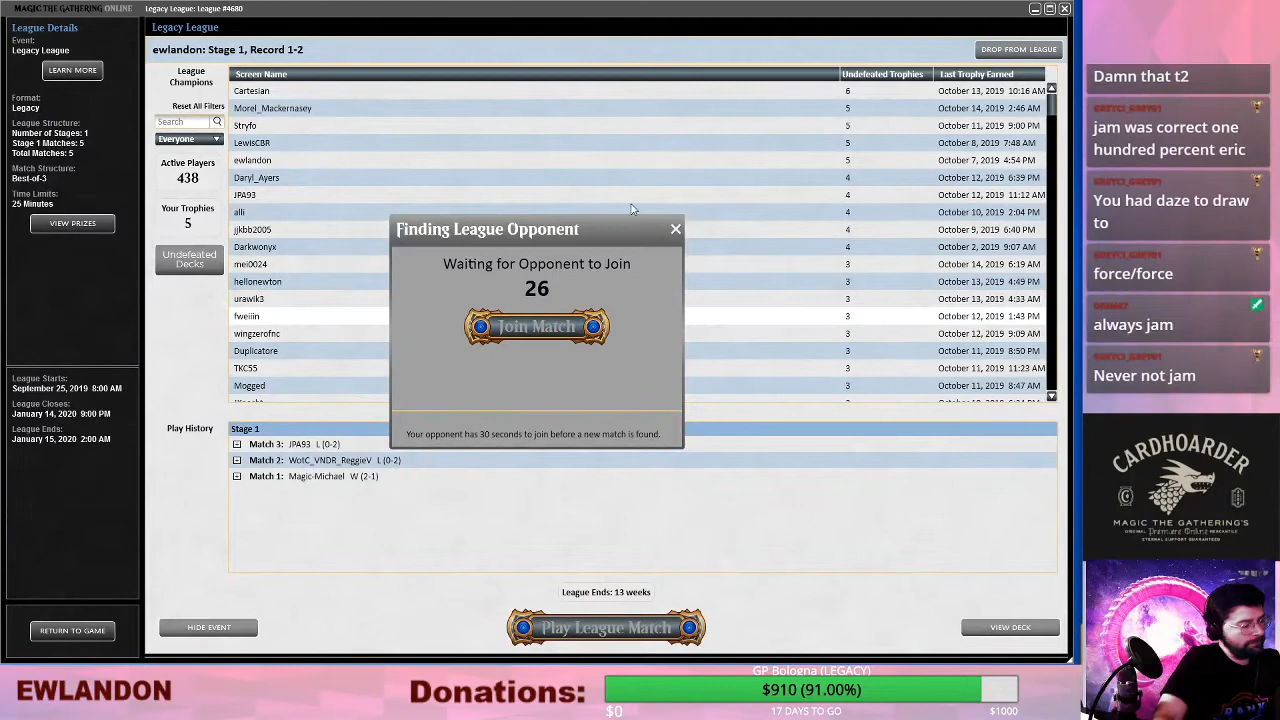 MAGIC THE GATHERING ONLINE
Legacy League: League #4680
League Details
Event:
Legacy League
LEARN MORE
Format:
Legacy
League Structure:
Number of Stages: 1
Stage 1 Matches: 5
Total Matches: 5
Match Structure:
Best-of-3
Time Limits:
25 Minutes
VIEW PRIZES
League Starts:
September 25, 2019 8:00 AM
League Closes:
January 14, 2020 9:00 PM
League Ends:
January 15, 2020 2:00 AM
RETURN TO GAME
Legacy League
ewlandon: Stage 1, Record 1-2
DROP FROM LEAGUE
League
Champions
Reset All Filters
Search
Everyone
Active Players
438
Your Trophies
5
Undefeated
Decks
Screen Name Undefeated Trophies Last Trophy Earned
Cartesian 6 October 13, 2019 10:16 AM
Morel_Mackernasey 5 October 14, 2019 2:46 AM
Stryfo 5 October 11, 2019 9:00 PM
LewisCBR 5 October 8, 2019 7:48 AM
ewlandon 5 October 7, 2019 4:54 PM
Daryl_Ayers 4 October 12, 2019 6:39 PM
JPA93 4 October 12, 2019 11:12 AM
alli 4 October 10, 2019 2:04 PM
jjkbb2005 4 October 9, 2019 6:40 PM
Darkwonyx 4 October 2, 2019 9:07 AM
mei0024 3 October 14, 2019 6:19 AM
hellonewton 3 October 13, 2019 4:49 PM
urawik3 3 October 13, 2019 4:33 AM
fweiiin 3 October 12, 2019 1:43 PM
wingzerofnc 3 October 12, 2019 9:09 AM
Duplicatore 3 October 11, 2019 8:50 PM
TKC55 3 October 11, 2019 11:23 AM
Mogged 3 October 11, 2019 8:47 AM
Finding League Opponent
Waiting for Opponent to Join
26
Join Match
Your opponent has 30 seconds to join before a new match is found.
Play History
Stage 1
Match 3: JPA93 L (0-2)
Match 2: WotC_VNDR_ReggieV L (0-2)
Match 1: Magic-Michael W (2-1)
League Ends: 13 weeks
HIDE EVENT
Play League Match
VIEW DECK
Damn that t2
jam was correct one
hundred percent eric
You had daze to draw
to
force/force
always jam
Never not jam
CARDHOARDER
MAGIC THE GATHERING'S
EWLANDON
Donations:
GP Bologna (LEGACY)
$910 (91.00%)
$0
17 DAYS TO GO
$1000